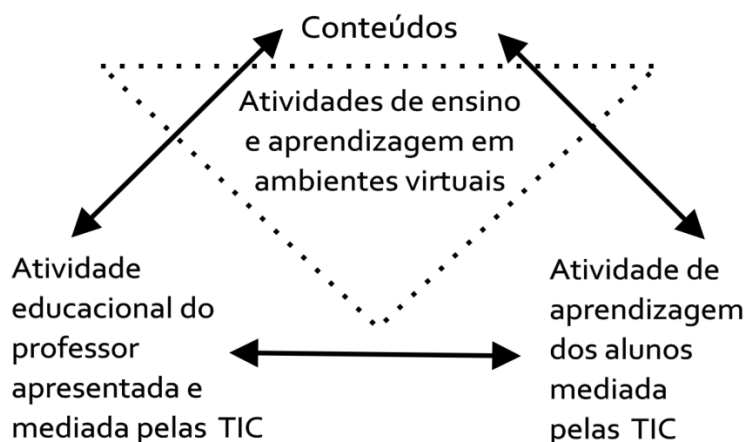 Conteúdos
Atividades de ensino
e aprendizagem em
ambientes virtuais
Atividade
educacional do
professor
apresentada e
mediada pelas TIC
Atividade de
aprendizagem
dos alunos
mediada
pelas TIC